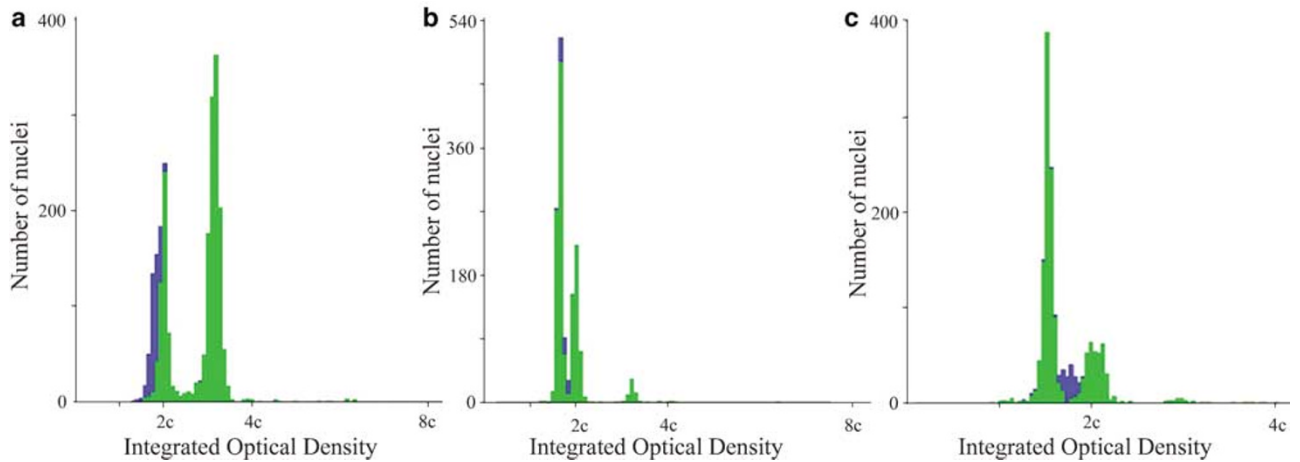 a
400
200
0
Number of nuclei
2c
4c
8c
Integrated Optical Density
b
540
360
180
0
Number of nuclei
2c
4c
8c
Integrated Optical Density
c
400
200
0
Number of nuclei
2c
4c
Integrated Optical Density